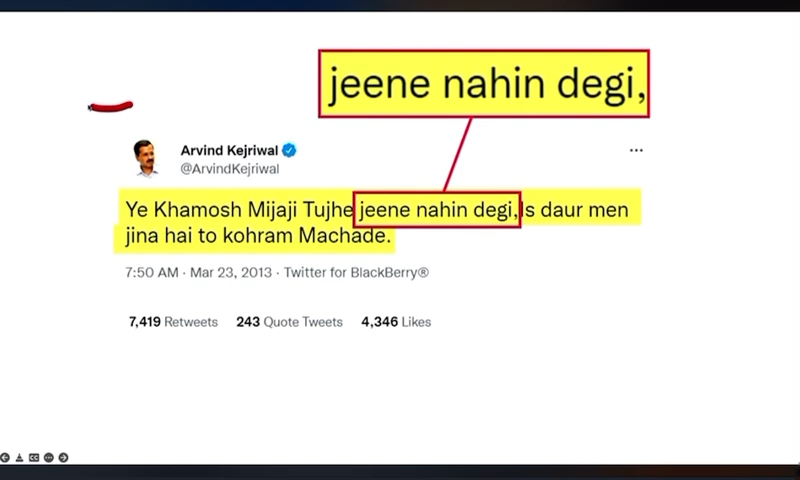 jeene nahin degi,
Arvind Kejriwal
@ArvindKejriwal
Ye Khamosh Mijaji Tujhe jeene nahin degi,Is daur men
jina hai to kohram Machade.
7:50 AM · Mar 23, 2013 · Twitter for BlackBerry®
7,419 Retweets 243 Quote Tweets 4,346 Likes